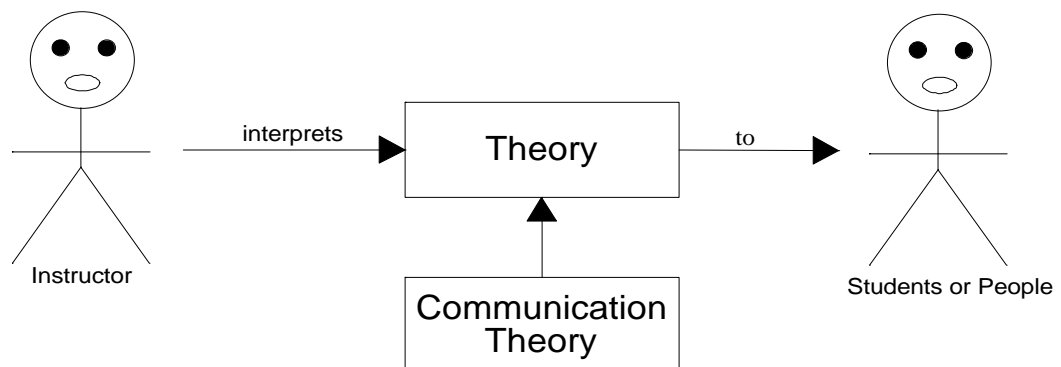 interprets
Theory
to
Instructor
Communication
Theory
Students or People